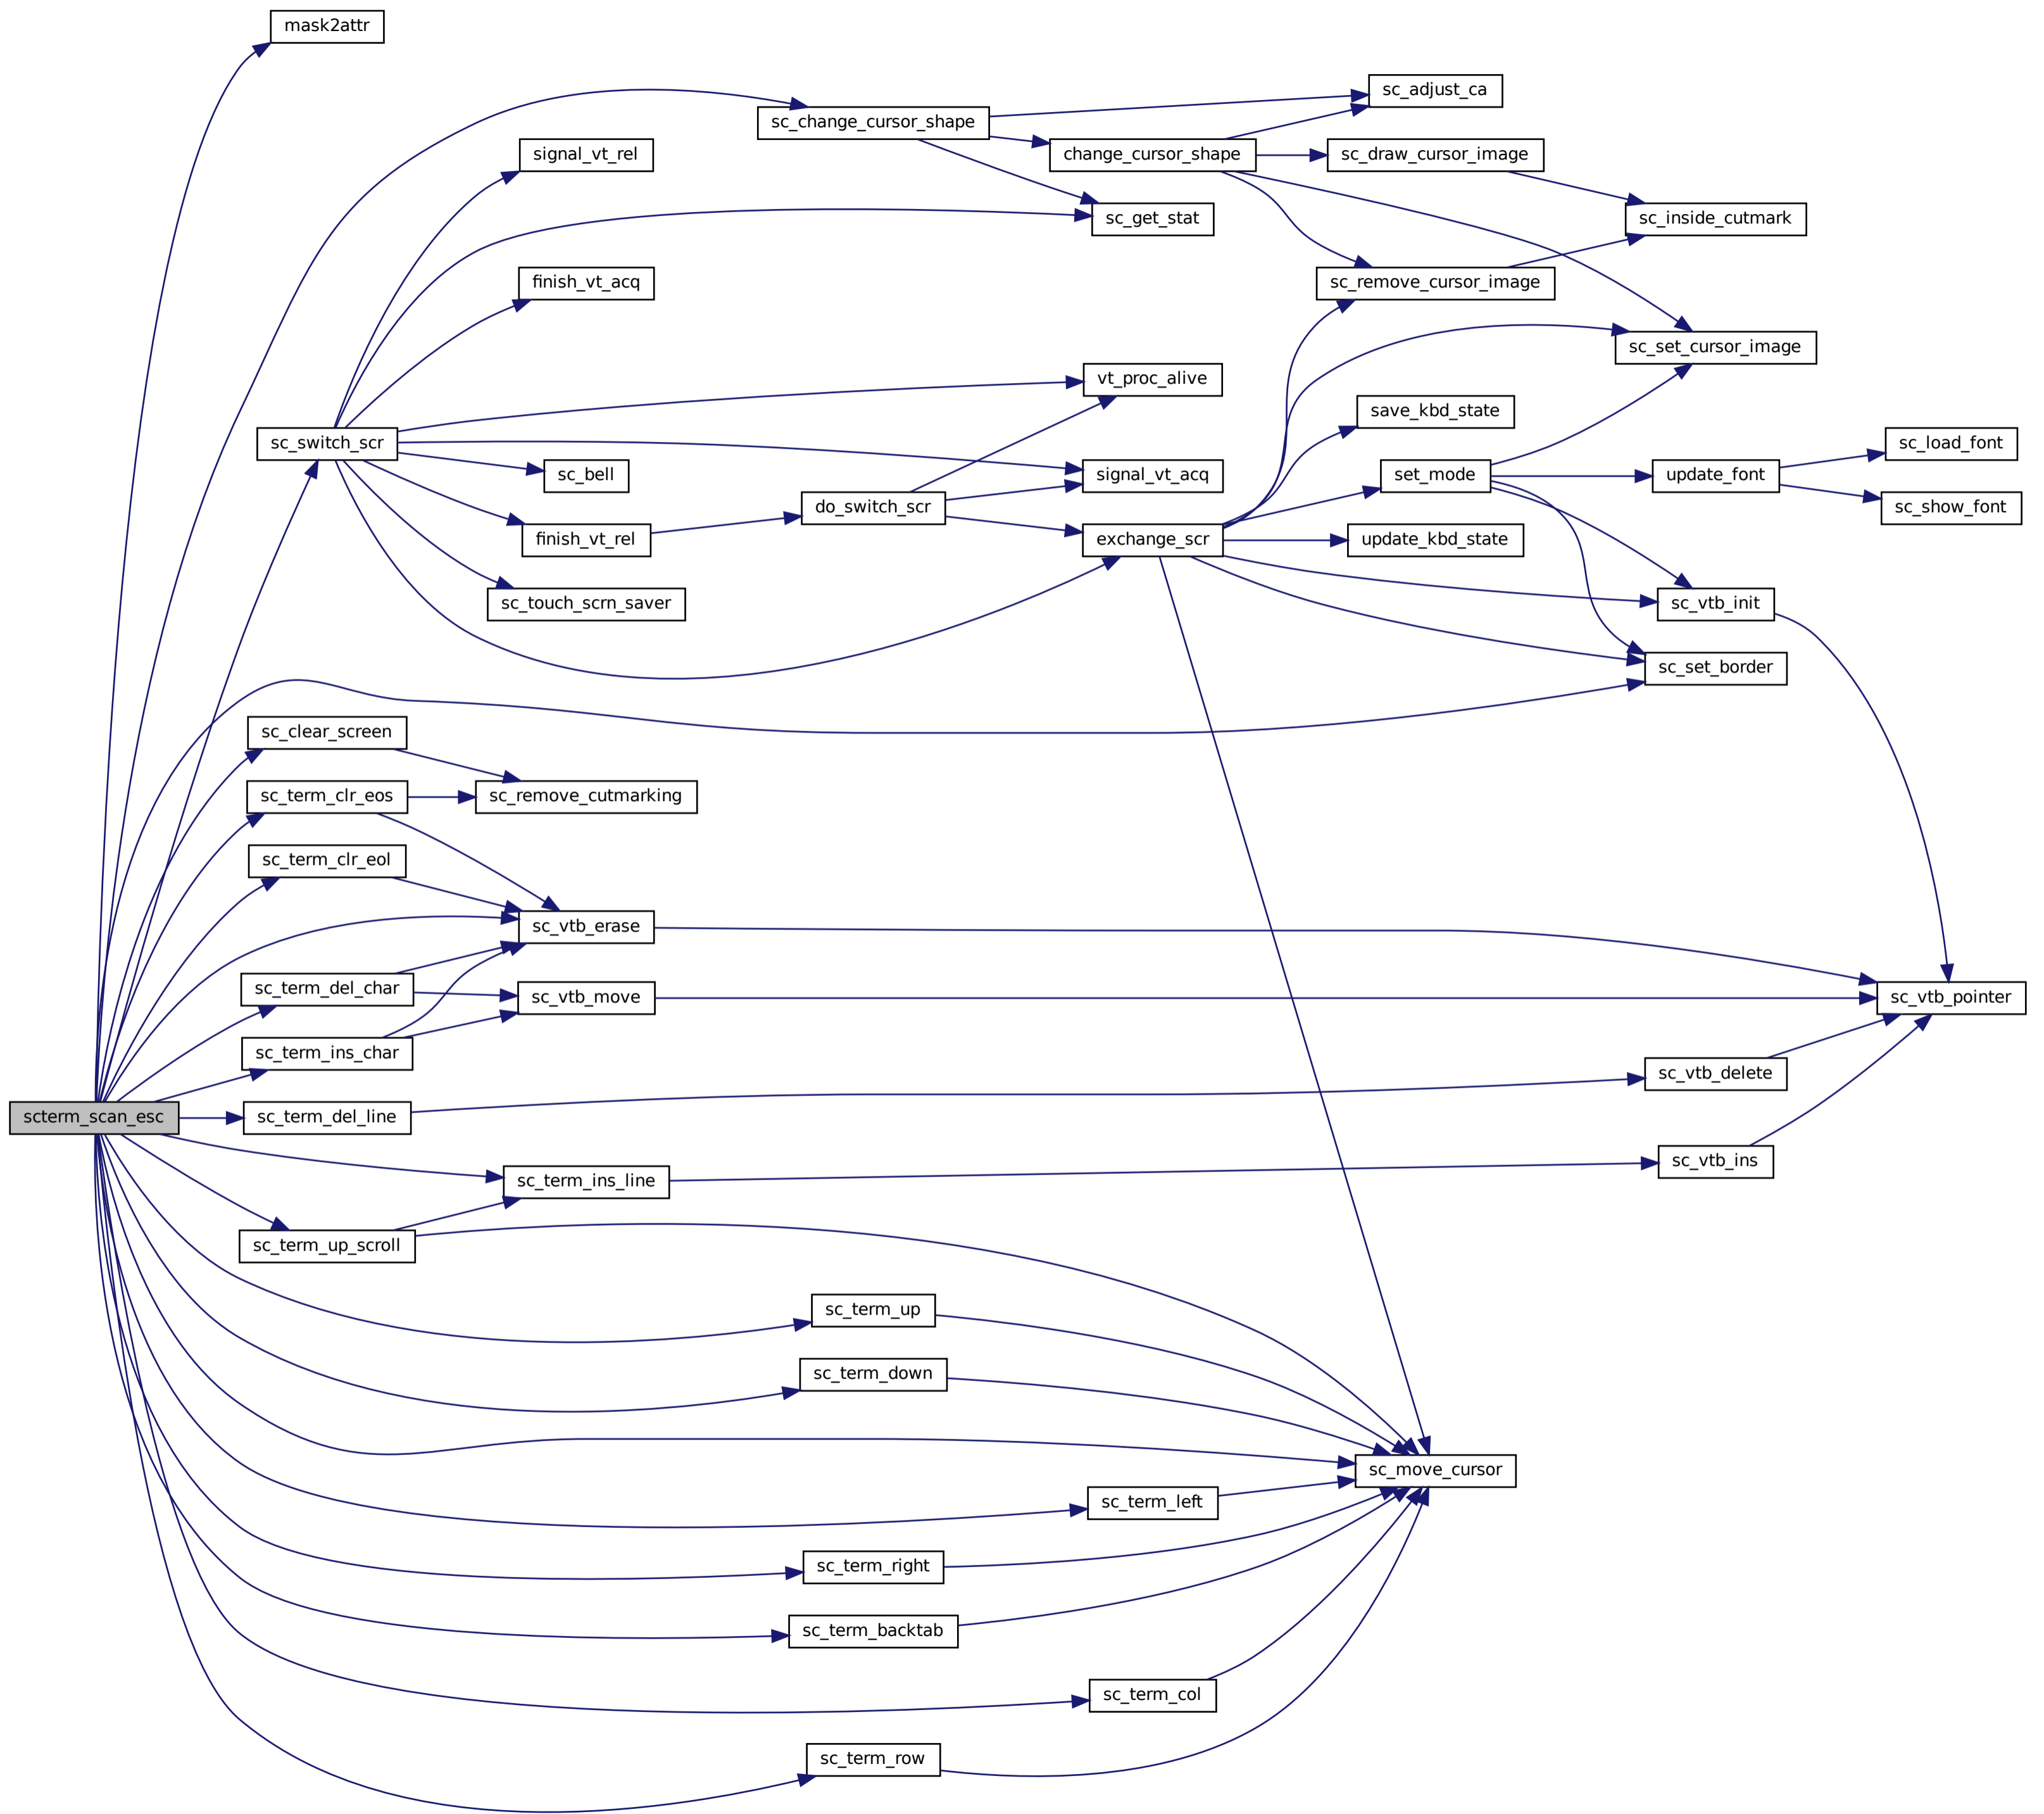 mask2attr
sc_adjust_ca
sc_change_cursor_shape
signal_vt_rel
change_cursor_shape
sc_draw_cursor_image
sc_get_stat
sc_inside_cutmark
finish_vt_acq
sc_remove_cursor_image
sc_set_cursor_image
vt_proc_alive
save_kbd_state
sc_switch_scr
sc_load_font
sc_bell
signal_vt_acq
set_mode
update_font
do_switch_scr
sc_show_font
finish_vt_rel
exchange_scr
update_kbd_state
sc_touch_scrn_saver
sc_vtb_init
sc_set_border
sc_clear_screen
sc_term_clr_eos
sc_remove_cutmarking
sc_term_clr_eol
sc_vtb_erase
sc_term_del_char
sc_vtb_move
sc_vtb_pointer
sc_term_ins_char
sc_vtb_delete
scterm_scan_esc
sc_term_del_line
sc_term_ins_line
sc_vtb_ins
sc_term_up_scroll
sc_term_up
sc_term_down
sc_move_cursor
sc_term_left
sc_term_right
sc_term_backtab
sc_term_col
sc_term_row